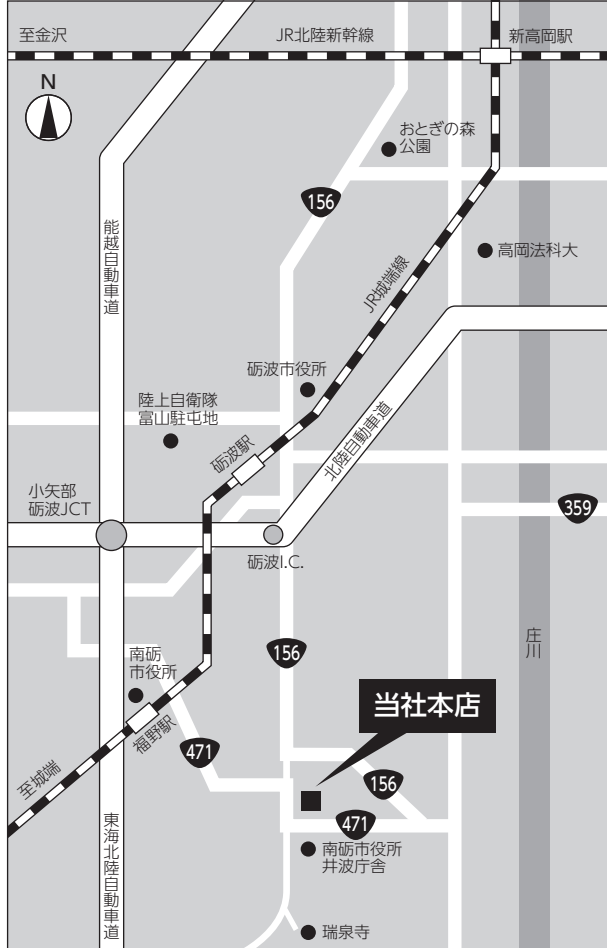 至金沢
JR北陸新幹線
新高岡駅
N
おとぎの森
公園
156
能越自動車道
高岡法科大
JR城端線
砺波市役所
陸上自衛隊
富山駐屯地
砺波駅
北陸自動車道
小矢部
砺波JCT
359
砺波I.C.
庄川
156
南砺
市役所
当社本店
福野駅
471
至城端
156
471
東海北陸自動車道
南砺市役所
井波庁舎
瑞泉寺